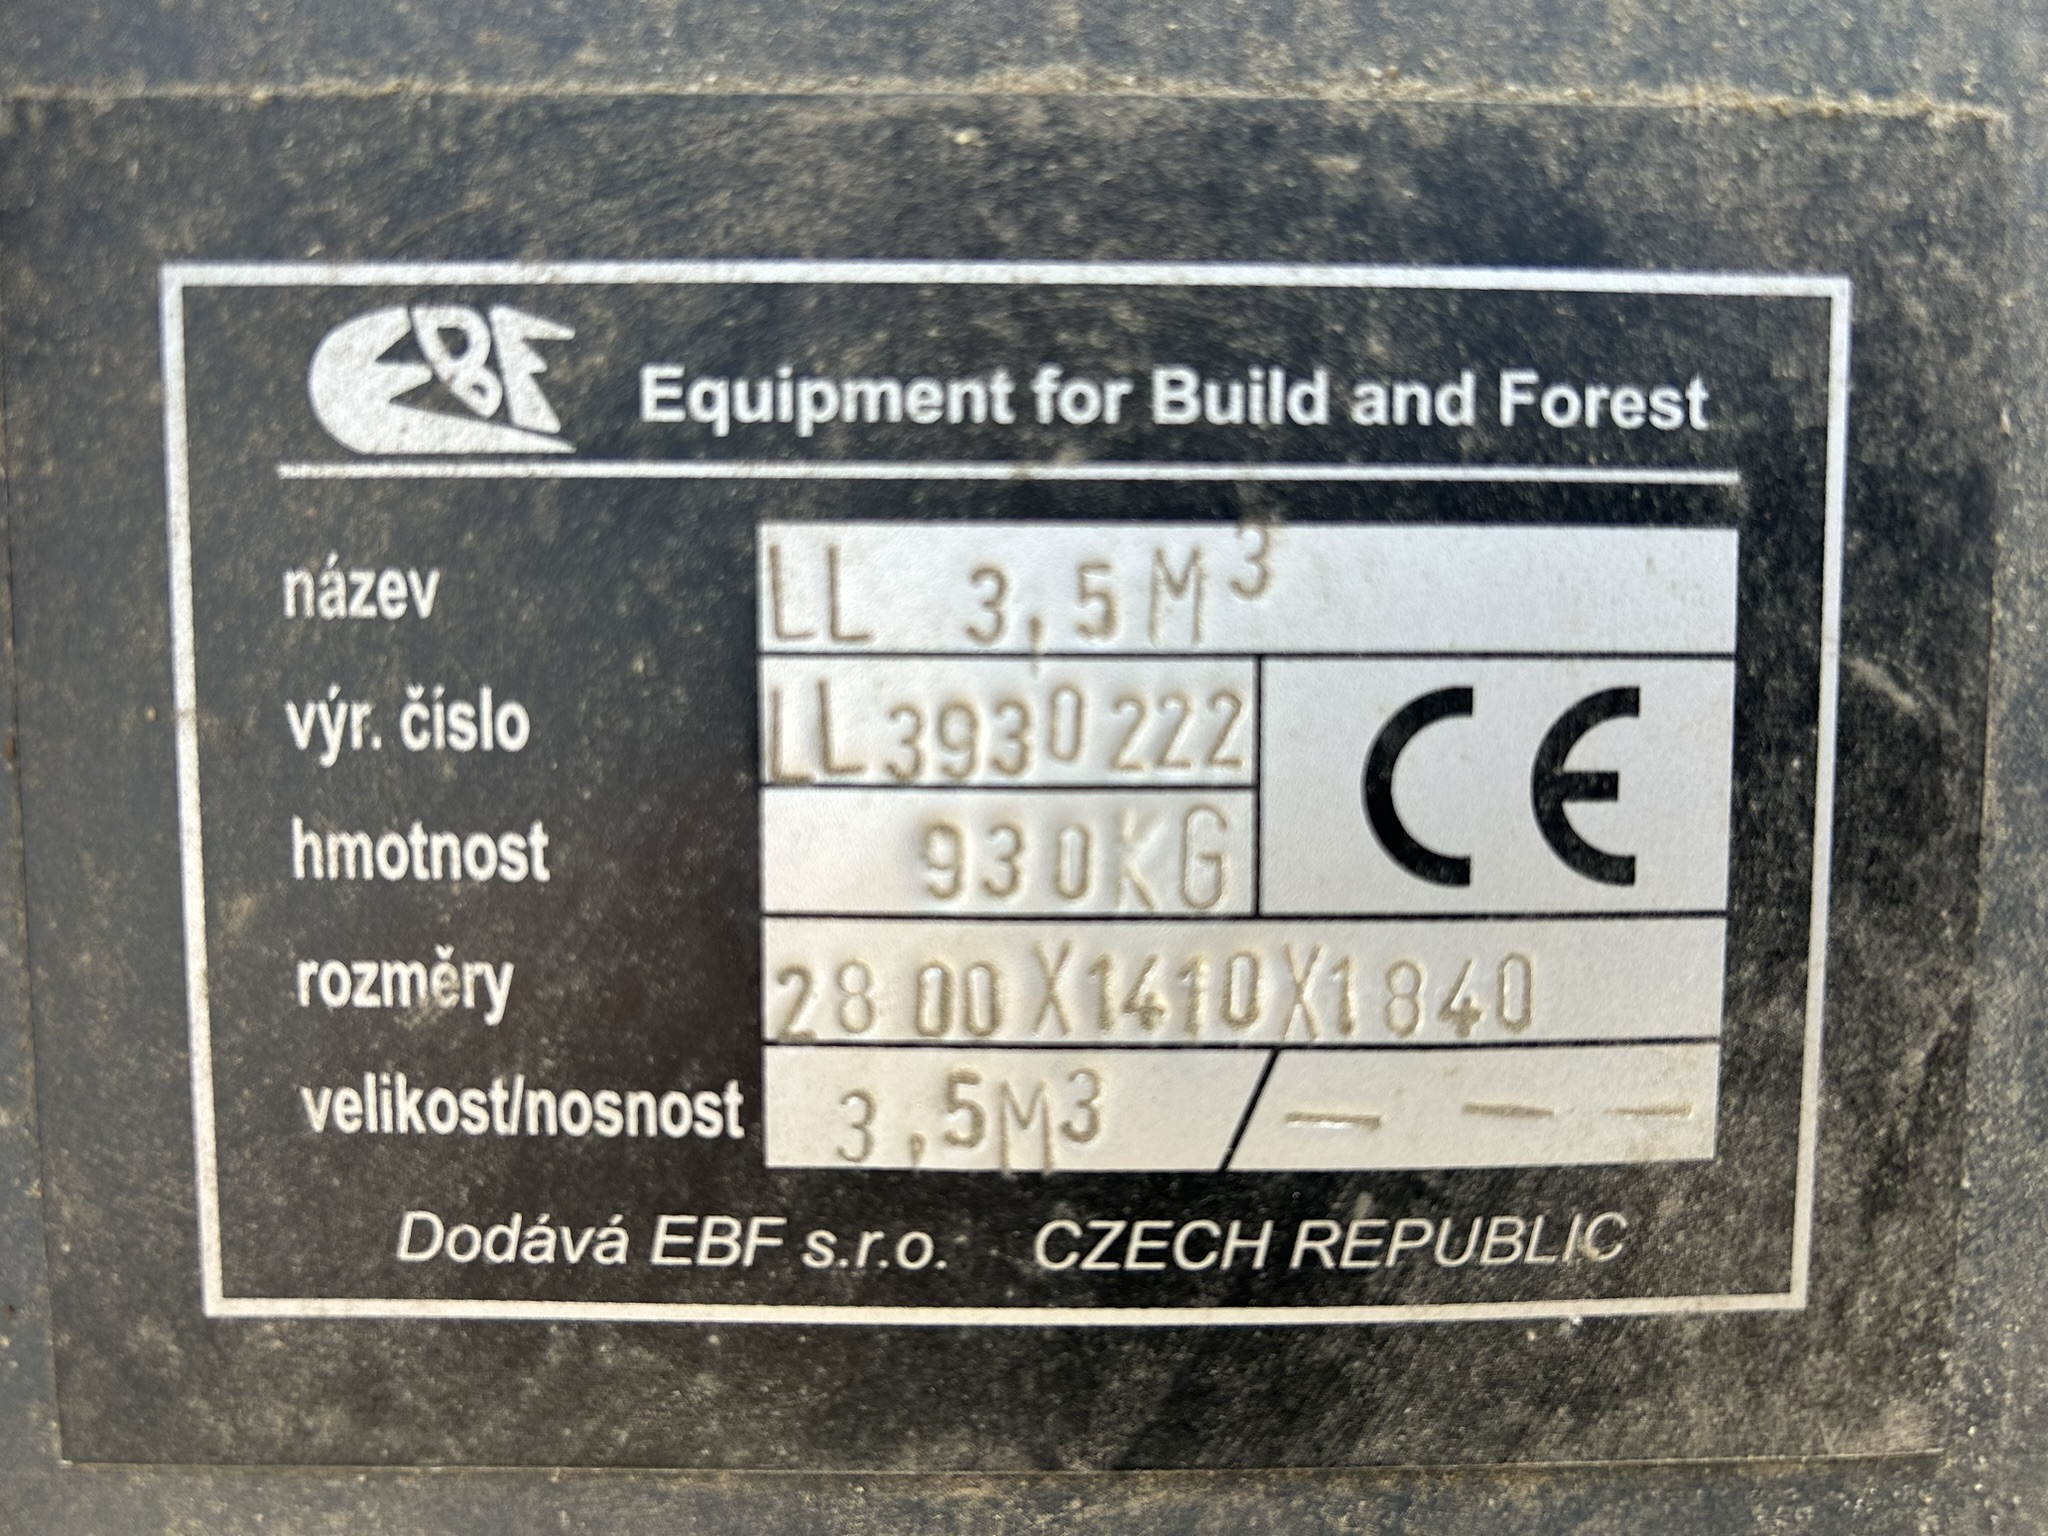 EBF Equipment for Build and Forest
název LL 3,5M³
výr. číslo LL3930222
CE
hmotnost 930KG
rozměry 2800X1410X1840
velikost/nosnost 3,5M3 / — — —
Dodává EBF s.r.o. CZECH REPUBLIC